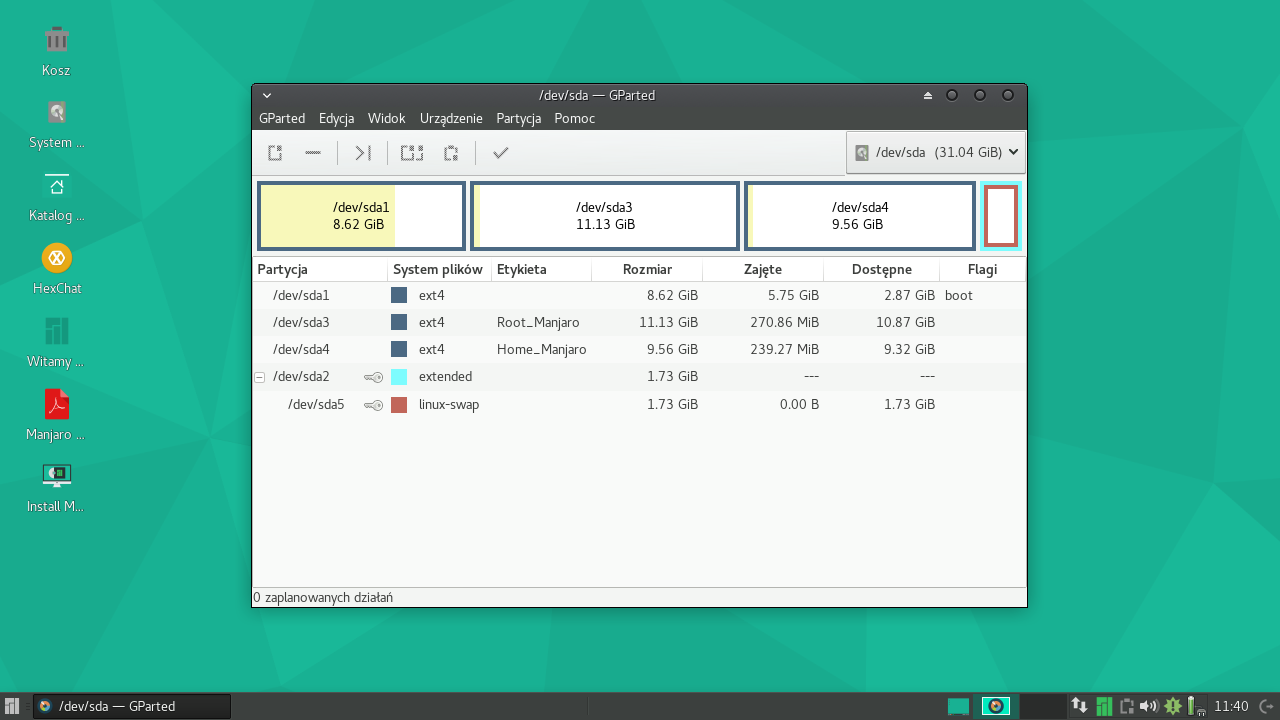 Kosz
System ...
Katalog ...
HexChat
Witamy ...
Manjaro ...
Install M...
/dev/sda — GParted
GParted Edycja Widok Urządzenie Partycja Pomoc
/dev/sda (31.04 GiB)
/dev/sda1
8.62 GiB
/dev/sda3
11.13 GiB
/dev/sda4
9.56 GiB
Partycja System plików Etykieta Rozmiar Zajęte Dostępne Flagi
/dev/sda1 ext4 8.62 GiB 5.75 GiB 2.87 GiB boot
/dev/sda3 ext4 Root_Manjaro 11.13 GiB 270.86 MiB 10.87 GiB
/dev/sda4 ext4 Home_Manjaro 9.56 GiB 239.27 MiB 9.32 GiB
/dev/sda2 extended 1.73 GiB --- ---
/dev/sda5 linux-swap 1.73 GiB 0.00 B 1.73 GiB
0 zaplanowanych działań
/dev/sda — GParted
11:40